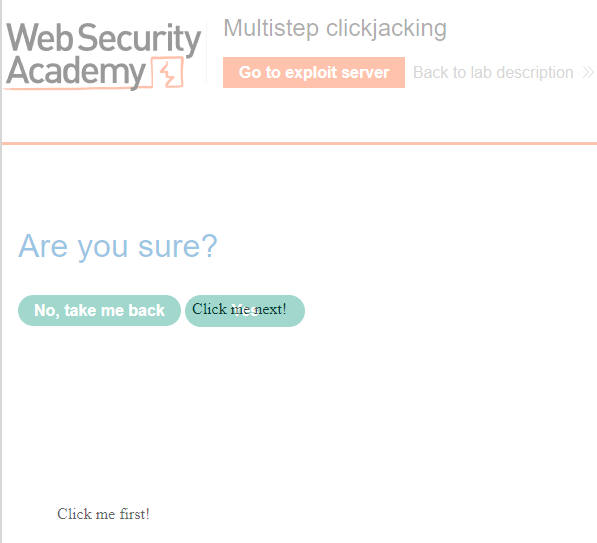 Web Security
Academy
Multistep clickjacking
Go to exploit server
Back to lab description
Are you sure?
No, take me back
Yes
Click me next!
Click me first!